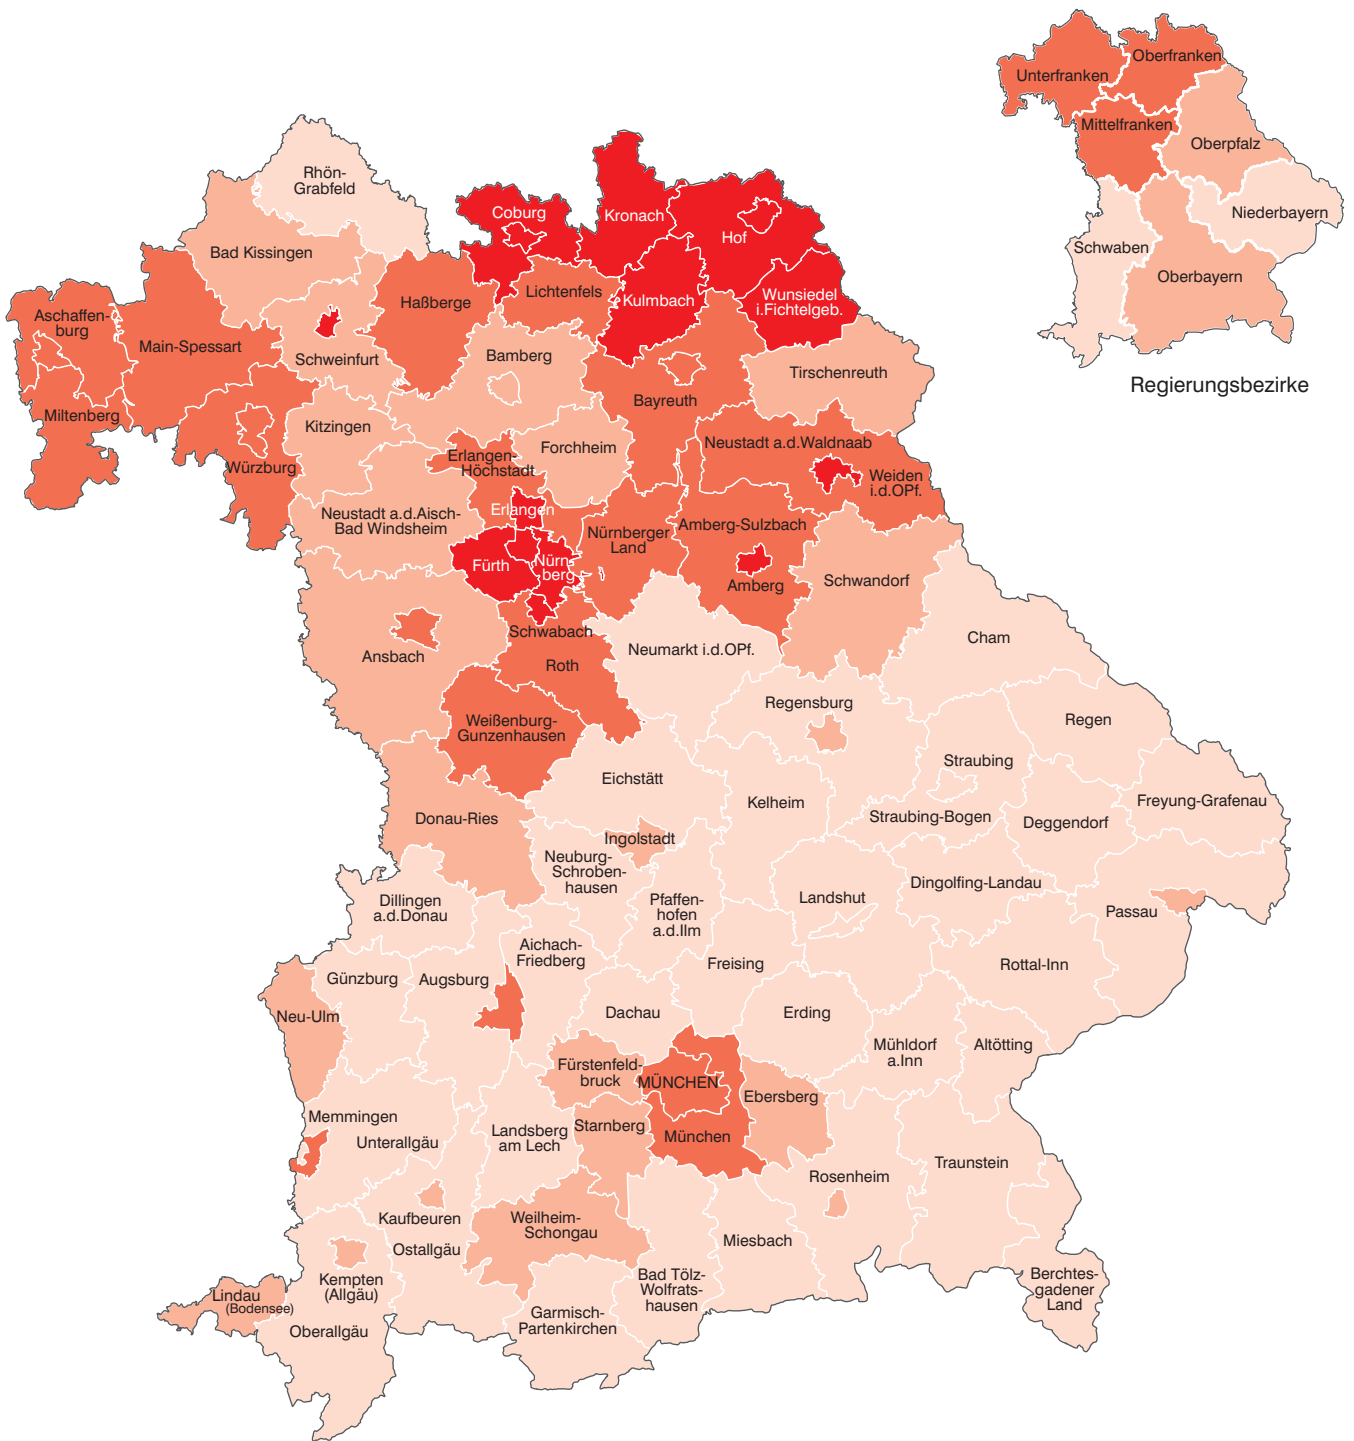 Oberfranken
Unterfranken
Mittelfranken
Oberpfalz
Niederbayern
Schwaben
Oberbayern
Regierungsbezirke
Rhön-
Grabfeld
Coburg
Kronach
Hof
Bad Kissingen
Lichtenfels
Kulmbach
Wunsiedel
i.Fichtelgeb.
Haßberge
Aschaffen-
burg
Main-Spessart
Schweinfurt
Bamberg
Tirschenreuth
Bayreuth
Miltenberg
Kitzingen
Forchheim
Neustadt a.d.Waldnaab
Erlangen-
Höchstadt
Würzburg
Weiden
i.d.OPf.
Erlangen
Neustadt a.d.Aisch-
Bad Windsheim
Nürnberger
Land
Amberg-Sulzbach
Fürth
Nürn-
berg
Amberg
Schwandorf
Schwabach
Cham
Ansbach
Roth
Neumarkt i.d.OPf.
Regensburg
Regen
Weißenburg-
Gunzenhausen
Straubing
Eichstätt
Kelheim
Freyung-Grafenau
Donau-Ries
Straubing-Bogen
Deggendorf
Ingolstadt
Neuburg-
Schroben-
hausen
Dingolfing-Landau
Dillingen
a.d.Donau
Pfaffen-
hofen
a.d.Ilm
Landshut
Passau
Aichach-
Friedberg
Freising
Rottal-Inn
Günzburg
Augsburg
Neu-Ulm
Dachau
Erding
Mühldorf
a.Inn
Altötting
Fürstenfeld-
bruck
MÜNCHEN
Ebersberg
Memmingen
Unterallgäu
Landsberg
am Lech
Starnberg
München
Traunstein
Rosenheim
Kaufbeuren
Weilheim-
Schongau
Miesbach
Ostallgäu
Kempten
(Allgäu)
Bad Tölz-
Wolfrats-
hausen
Berchtes-
gadener
Land
Lindau
(Bodensee)
Oberallgäu
Garmisch-
Partenkirchen